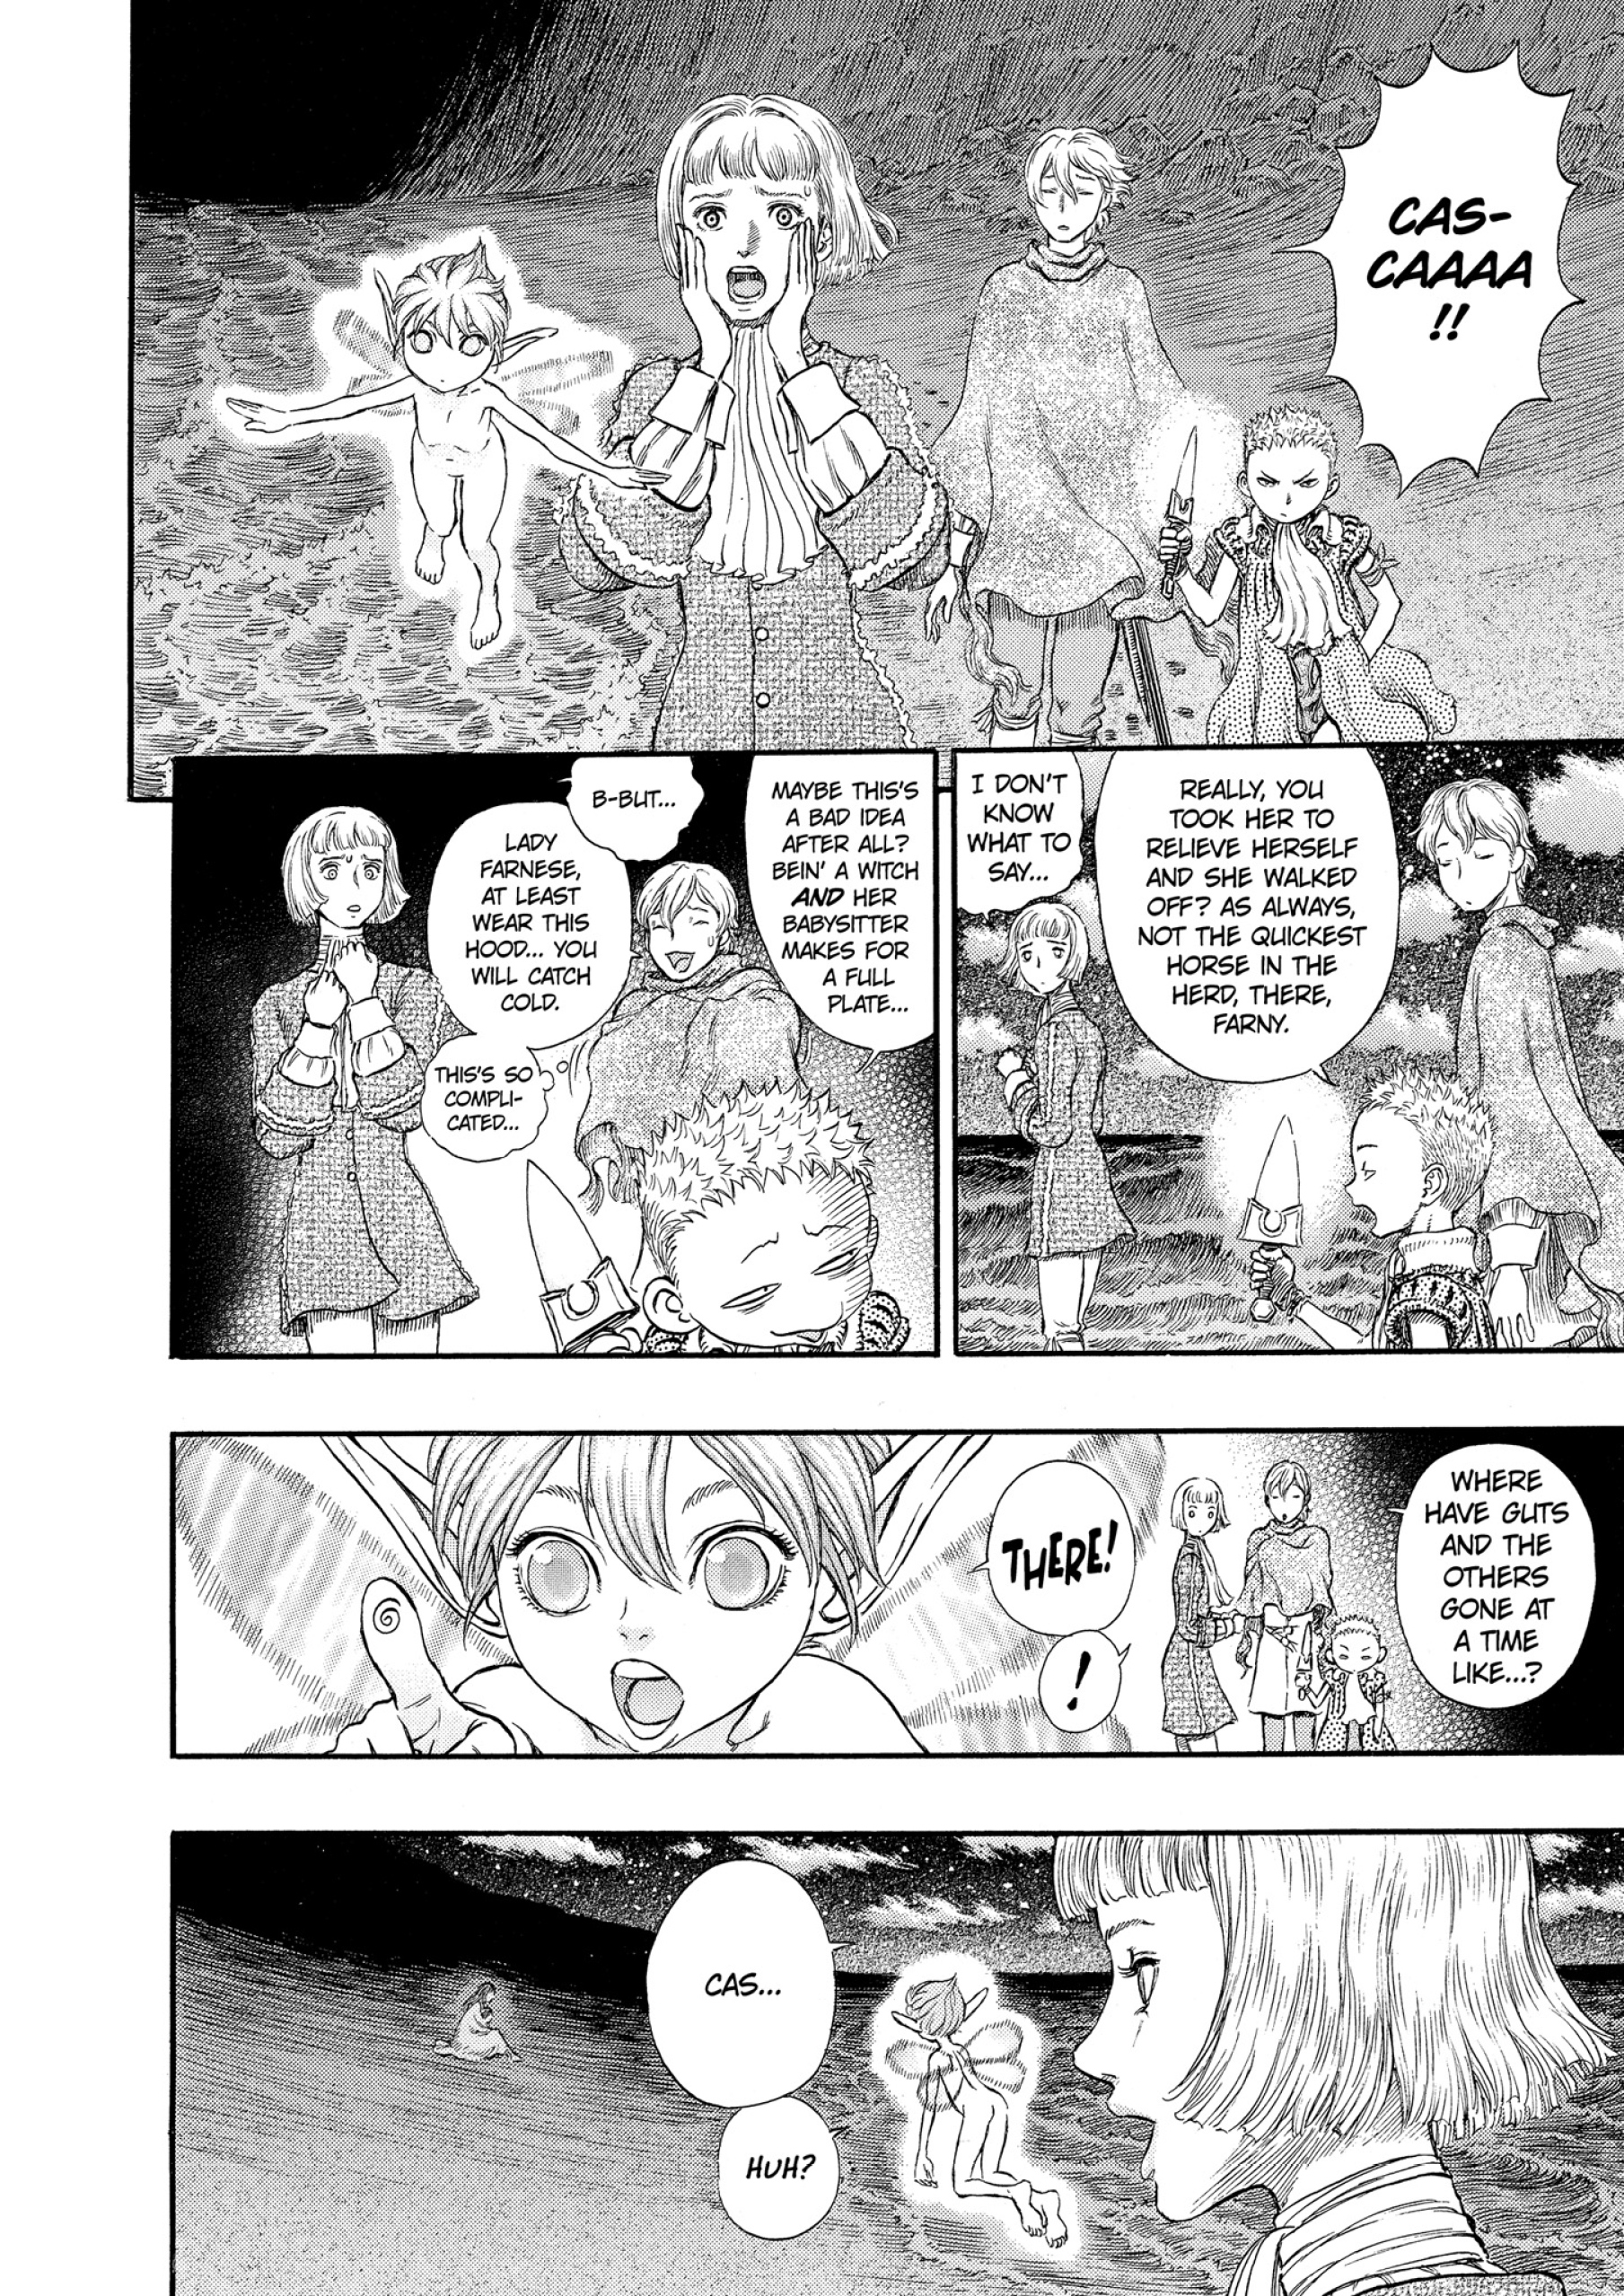 CAS-
CAAAA
!!
REALLY, YOU
TOOK HER TO
RELIEVE HERSELF
AND SHE WALKED
OFF? AS ALWAYS,
NOT THE QUICKEST
HORSE IN THE
HERD, THERE,
FARNY.
I DON'T
KNOW
WHAT TO
SAY...
MAYBE THIS'S
A BAD IDEA
AFTER ALL?
BEIN' A WITCH
AND HER
BABYSITTER
MAKES FOR
A FULL
PLATE...
B-BUT...
LADY
FARNESE,
AT LEAST
WEAR THIS
HOOD... YOU
WILL CATCH
COLD.
THIS'S SO
COMPLI-
CATED...
WHERE
HAVE GUTS
AND THE
OTHERS
GONE AT
A TIME
LIKE...?
THERE!
!
CAS...
HUH?